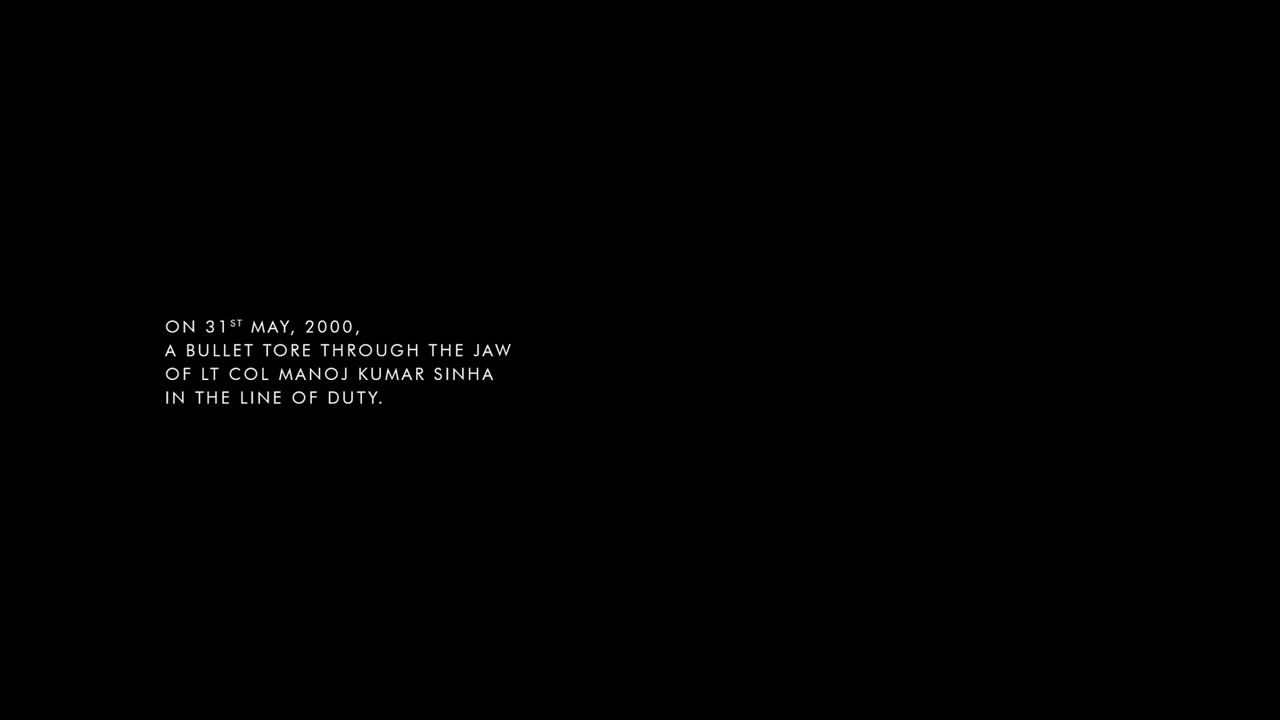 ON 31ST MAY, 2000,
A BULLET TORE THROUGH THE JAW
OF LT COL MANOJ KUMAR SINHA
IN THE LINE OF DUTY.